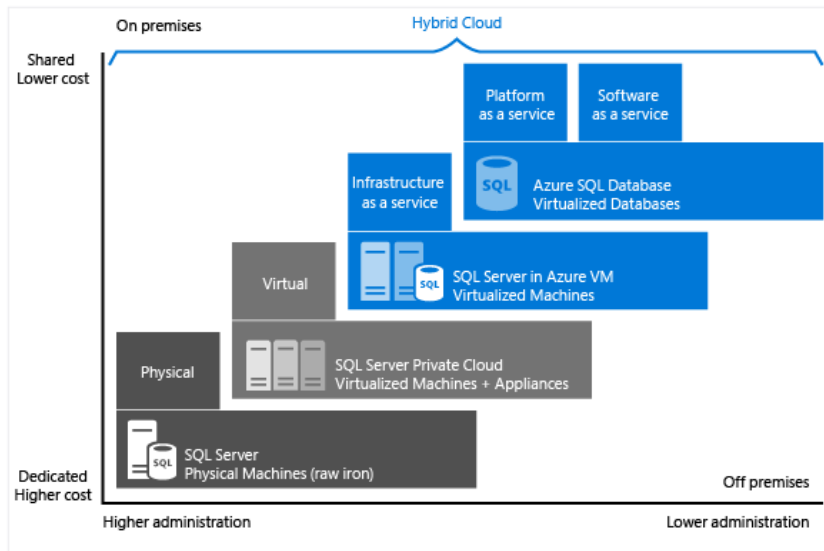 On premises
Hybrid Cloud
Shared
Lower cost
Platform
as a service
Software
as a service
Infrastructure
as a service
SQL
Azure SQL Database
Virtualized Databases
Virtual
SQL
SQL Server in Azure VM
Virtualized Machines
Physical
SQL Server Private Cloud
Virtualized Machines + Appliances
SQL
SQL Server
Physical Machines (raw iron)
Dedicated
Higher cost
Off premises
Higher administration
Lower administration